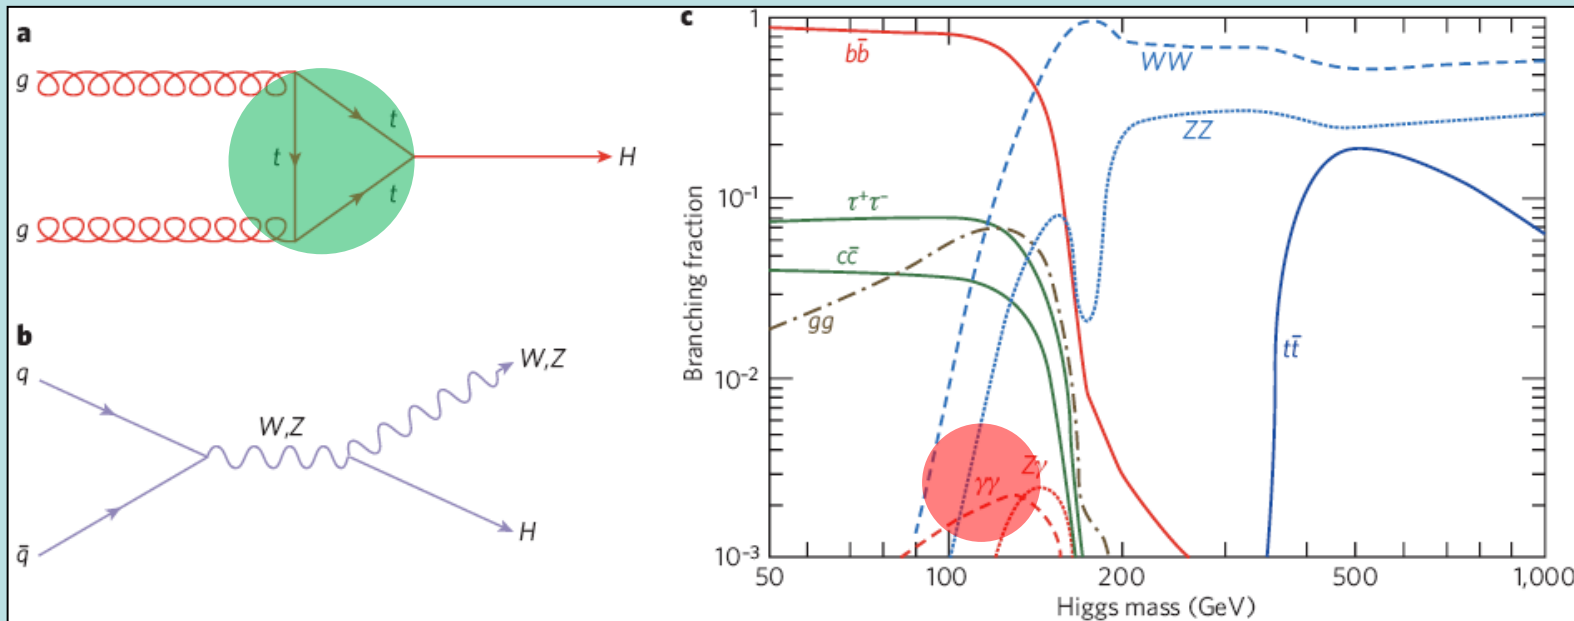 a
g
t
t
t
H
g
b
q
W,Z
W,Z
q̄
H
c
Branching fraction
1
10⁻¹
10⁻²
10⁻³
bb̄
WW
ZZ
τ⁺τ⁻
cc̄
gg
tt̄
γγ
Zγ
50
100
200
500
1,000
Higgs mass (GeV)